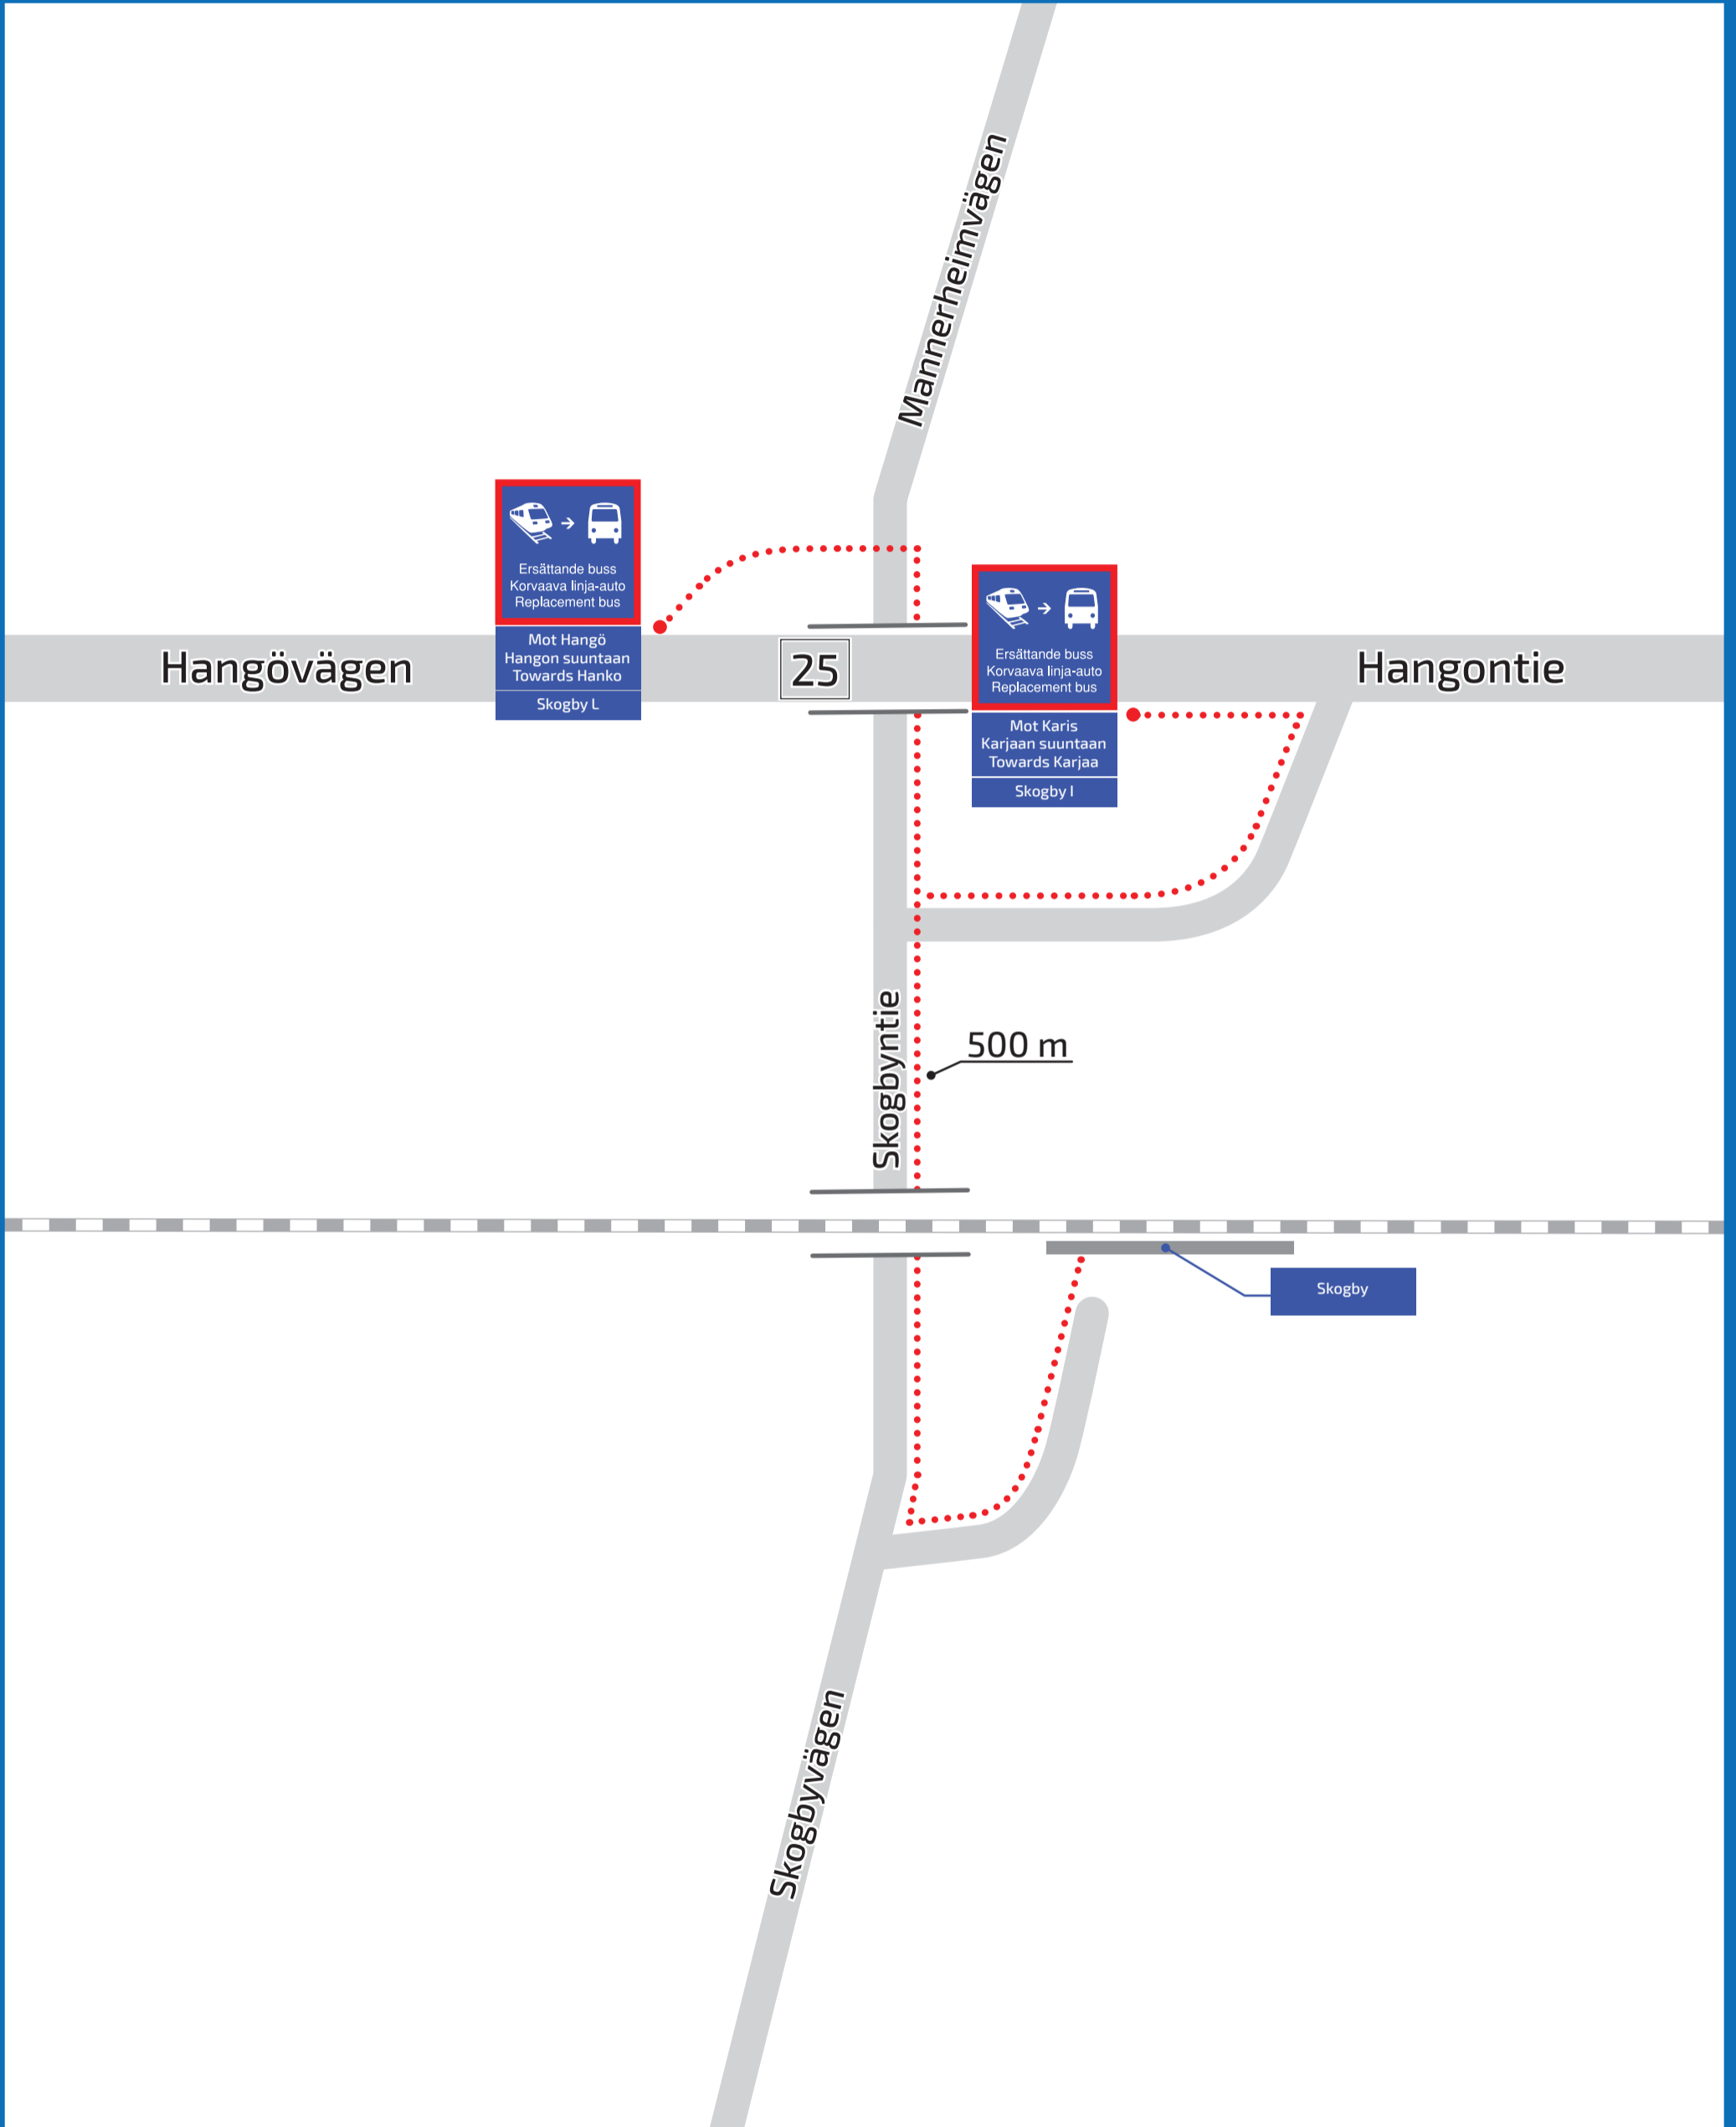 Mannerheimvägen
Ersättande buss
Korvaava linja-auto
Replacement bus
Mot Hangö
Hangon suuntaan
Towards Hanko
Skogby L
Hangövägen
25
Ersättande buss
Korvaava linja-auto
Replacement bus
Mot Karis
Karjaan suuntaan
Towards Karjaa
Skogby I
Hangontie
Skogbyntie
500 m
Skogby
Skogbyvägen